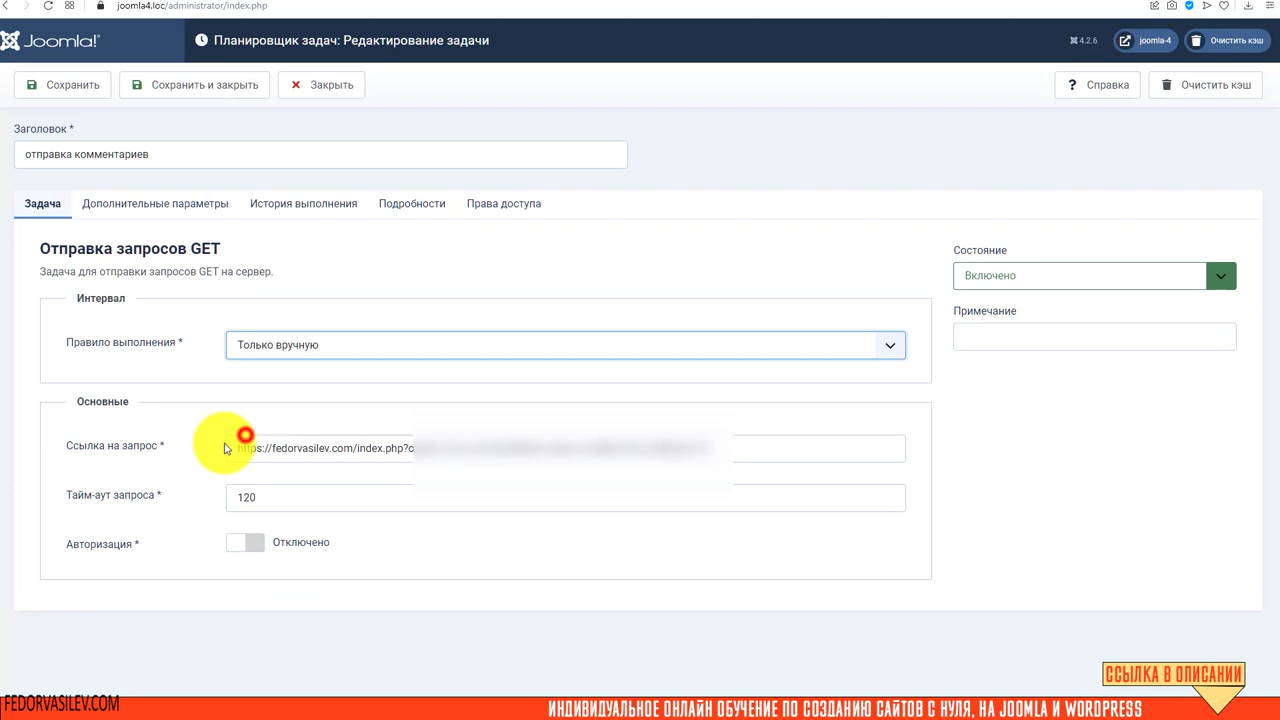 joomla4.loc/administrator/index.php
Joomla!
Планировщик задач: Редактирование задачи
4.2.6
joomla-4
Очистить кэш
Сохранить
Сохранить и закрыть
Закрыть
Справка
Очистить кэш
Заголовок *
отправка комментариев
Задача
Дополнительные параметры
История выполнения
Подробности
Права доступа
Отправка запросов GET
Задача для отправки запросов GET на сервер.
Интервал
Правило выполнения *
Только вручную
Состояние
Включено
Примечание
Основные
Ссылка на запрос *
https://fedorvasilev.com/index.php?o
Тайм-аут запроса *
120
Авторизация *
Отключено
ССЫЛКА В ОПИСАНИИ
FEDORVASILEV.COM
ИНДИВИДУАЛЬНОЕ ОНЛАЙН ОБУЧЕНИЕ ПО СОЗДАНИЮ САЙТОВ С НУЛЯ, НА JOOMLA И WORDPRESS